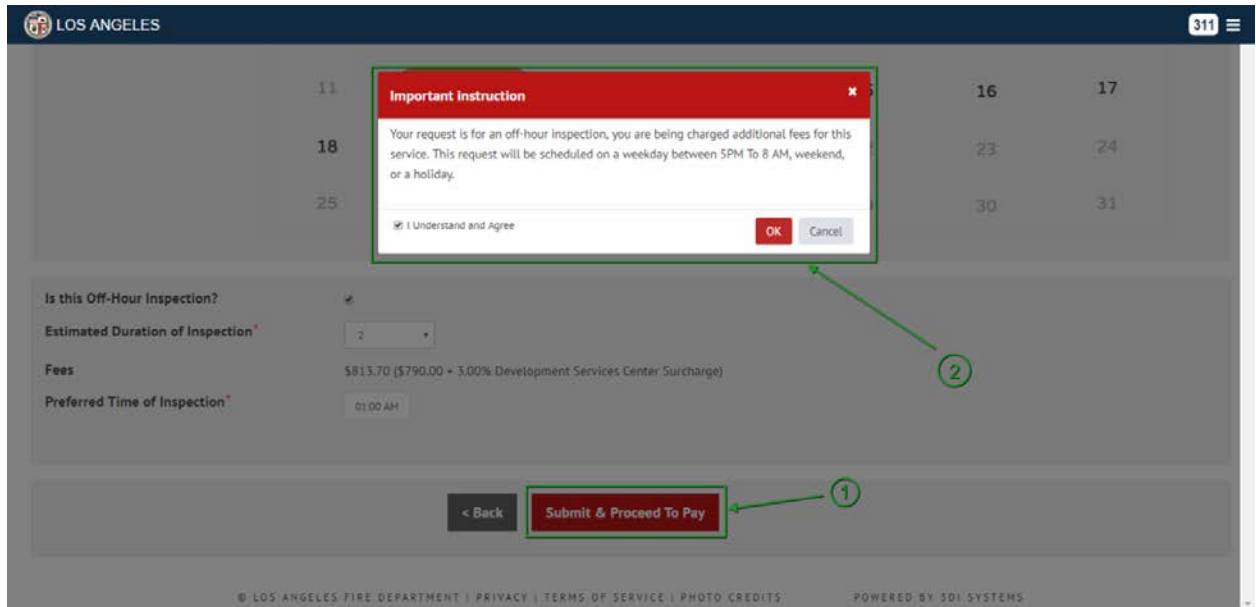 LOS ANGELES
311
11 16 17
Important instruction
Your request is for an off-hour inspection, you are being charged additional fees for this
service. This request will be scheduled on a weekday between 5PM To 8 AM, weekend,
or a holiday.
18 23 24
25 30 31
I Understand and Agree
OK Cancel
Is this Off-Hour Inspection?
Estimated Duration of Inspection* 2
Fees $813.70 ($790.00 + 3.00% Development Services Center Surcharge)
Preferred Time of Inspection* 01:00 AM
2
1
< Back Submit & Proceed To Pay
© LOS ANGELES FIRE DEPARTMENT | PRIVACY | TERMS OF SERVICE | PHOTO CREDITS POWERED BY 3DI SYSTEMS